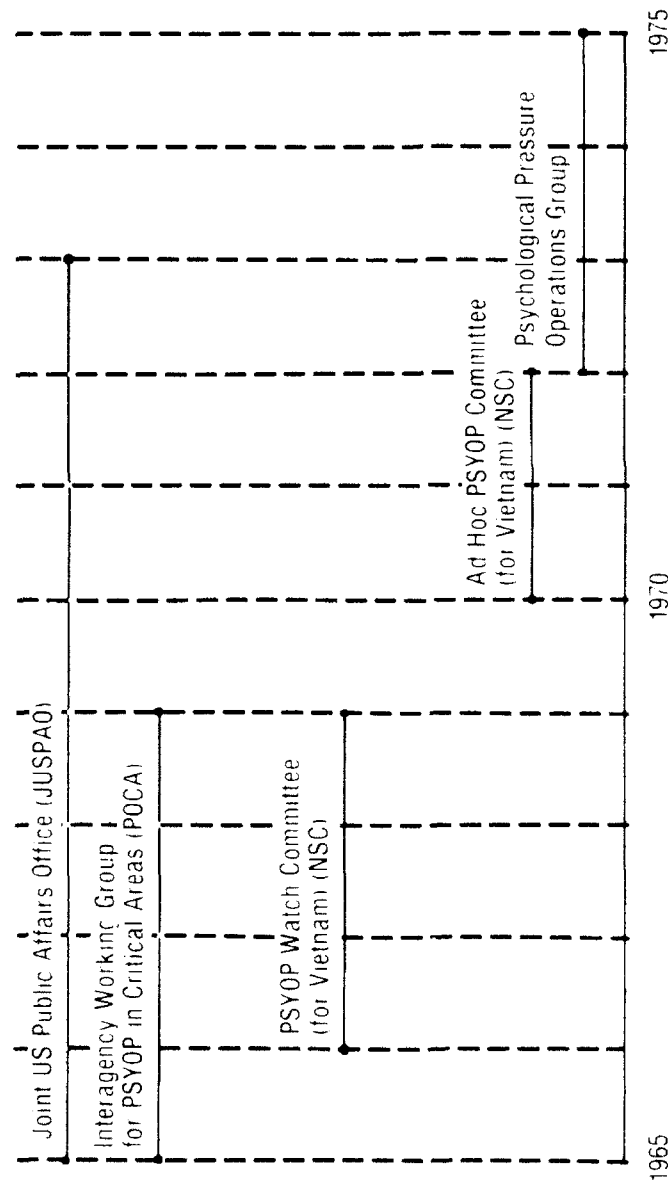 Joint US Public Affairs Office (JUSPAO)
Interagency Working Group
for PSYOP in Critical Areas (POCA)
PSYOP Watch Committee
(for Vietnam) (NSC)
Ad Hoc PSYOP Committee
(for Vietnam) (NSC)
Psychological Pressure
Operations Group
1965
1970
1975